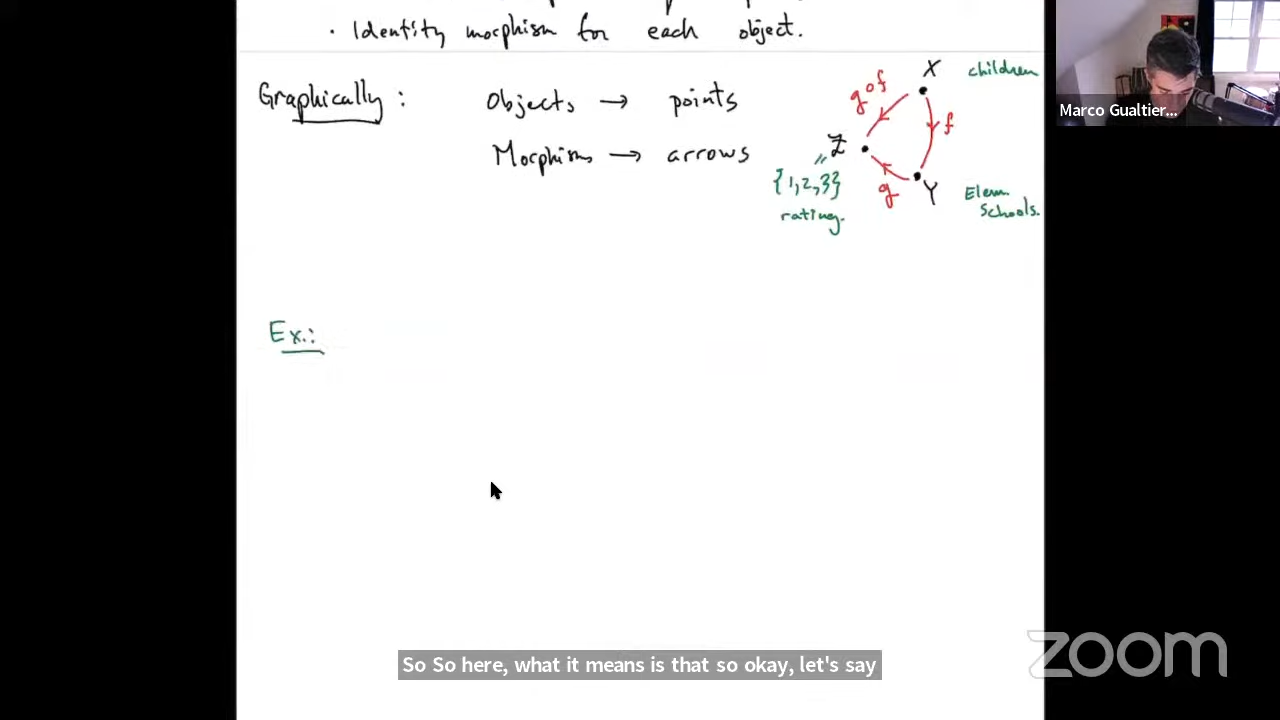 · Identity morphism for each object.
Graphically : Objects → points
Morphisms → arrows
X children
g∘f
f
Z
g
Y Elem. Schools.
{1,2,3}
rating.
Ex.:
Marco Gualtier...
So So here, what it means is that so okay, let's say
zoom